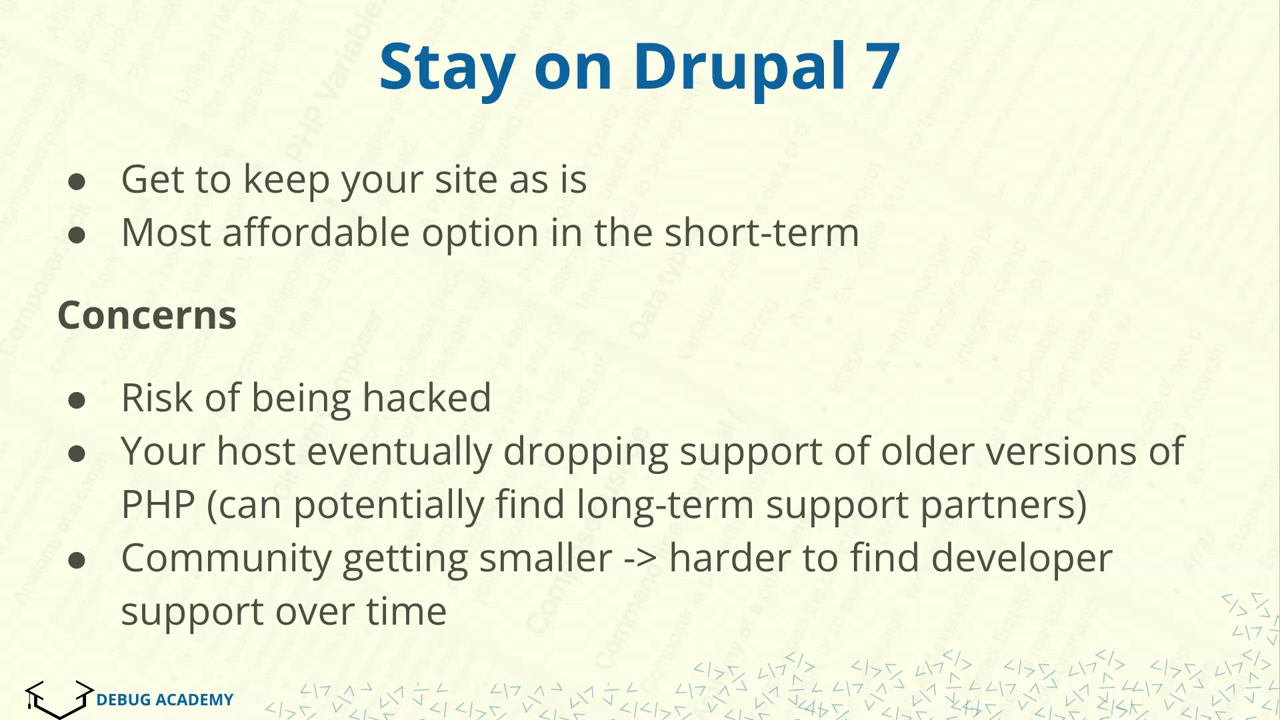 Stay on Drupal 7
● Get to keep your site as is
● Most affordable option in the short-term
Concerns
● Risk of being hacked
● Your host eventually dropping support of older versions of
PHP (can potentially find long-term support partners)
● Community getting smaller -> harder to find developer
support over time
DEBUG ACADEMY